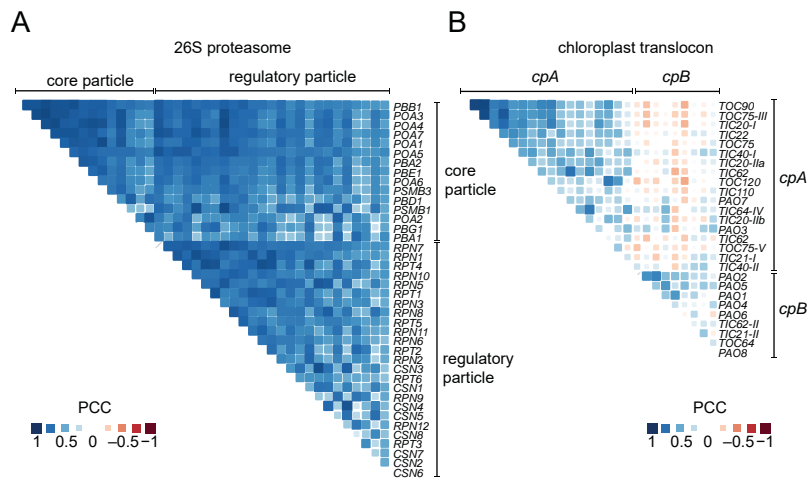 A
26S proteasome
core particle
regulatory particle
PBB1
POA3
POA4
POA7
POA1
POA5
PBA2
PBE1
POA6
PSMB3
PBD1
PSMB1
POA2
PBG1
PBA1
RPN7
RPN1
RPT4
RPN10
RPN5
RPT1
RPN3
RPN8
RPT5
RPN11
RPN6
RPT2
RPN2
CSN3
RPT6
CSN1
RPN9
CSN4
CSN5
RPN12
CSN8
RPT3
CSN7
CSN2
CSN6
core
particle
regulatory
particle
PCC
1 0.5 0 −0.5 −1
B
chloroplast translocon
cpA
cpB
TOC90
TOC75-III
TIC20-I
TIC22
TOC75
TIC40-I
TIC20-IIa
TIC62
TOC120
TIC110
PAO7
TIC64-IV
TIC20-IIb
PAO3
TIC62
TOC75-V
TIC21-I
TIC40-II
PAO2
PAO5
PAO1
PAO4
PAO6
TIC62-II
TIC21-II
TOC64
PAO8
cpA
cpB
PCC
1 0.5 0 −0.5 −1